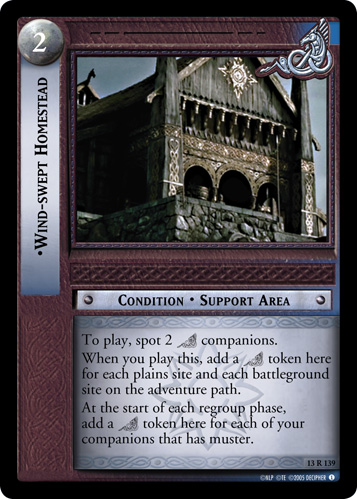 2
•Wind-swept Homestead
Condition • Support Area
To play, spot 2 companions.
When you play this, add a token here
for each plains site and each battleground
site on the adventure path.
At the start of each regroup phase,
add a token here for each of your
companions that has muster.
13 R 139
©NLP ©TE ©2005 DECIPHER